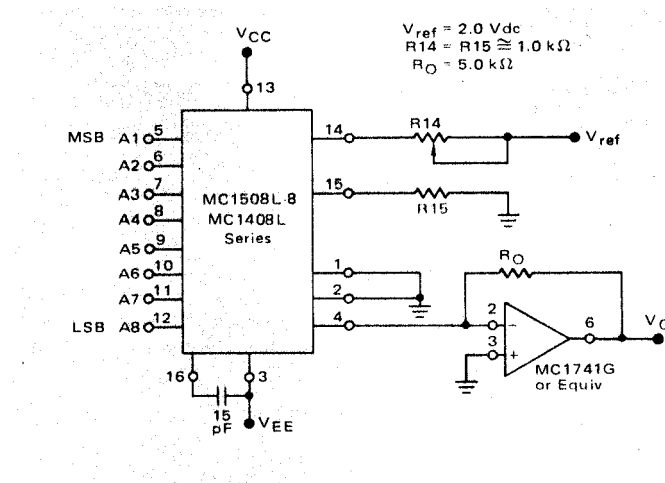 Vref = 2.0 Vdc
R14 = R15 ≅ 1.0 kΩ
RO = 5.0 kΩ
VCC
13
MSB A1 5
A2 6
A3 7
A4 8
A5 9
A6 10
A7 11
LSB A8 12
MC1508L-8
MC1408L
Series
14
R14
Vref
15
R15
1
2
4
RO
2
-
3
+
6
VO
MC1741G
or Equiv
16
3
15
pF
VEE